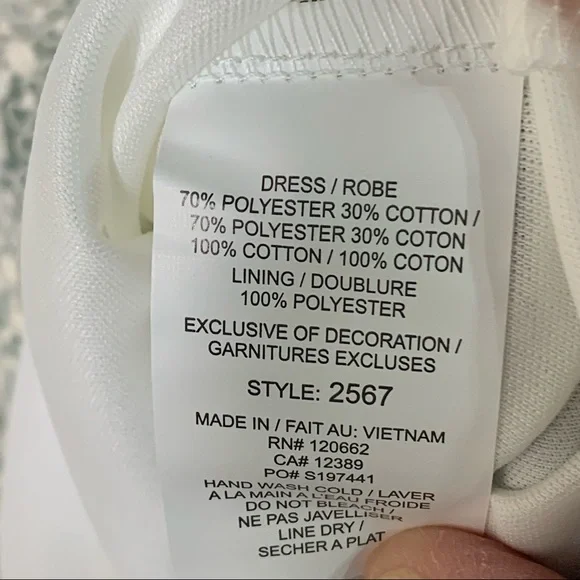 DRESS / ROBE
70% POLYESTER 30% COTTON /
70% POLYESTER 30% COTON
100% COTTON / 100% COTON
LINING / DOUBLURE
100% POLYESTER
EXCLUSIVE OF DECORATION /
GARNITURES EXCLUSES
STYLE: 2567
MADE IN / FAIT AU: VIETNAM
RN# 120662
CA# 12389
PO# S197441
HAND WASH COLD / LAVER
A LA MAIN A L'EAU FROIDE
DO NOT BLEACH /
NE PAS JAVELLISER
LINE DRY /
SECHER A PLAT